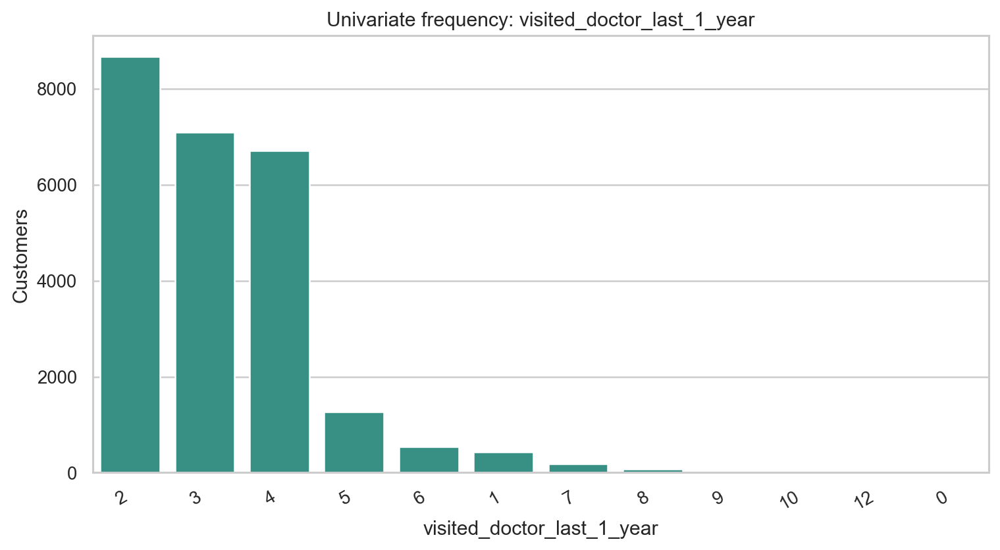 Univariate frequency: visited_doctor_last_1_year
8000
6000
4000
2000
0
Customers
2 3 4 5 6 1 7 8 9 10 12 0
visited_doctor_last_1_year